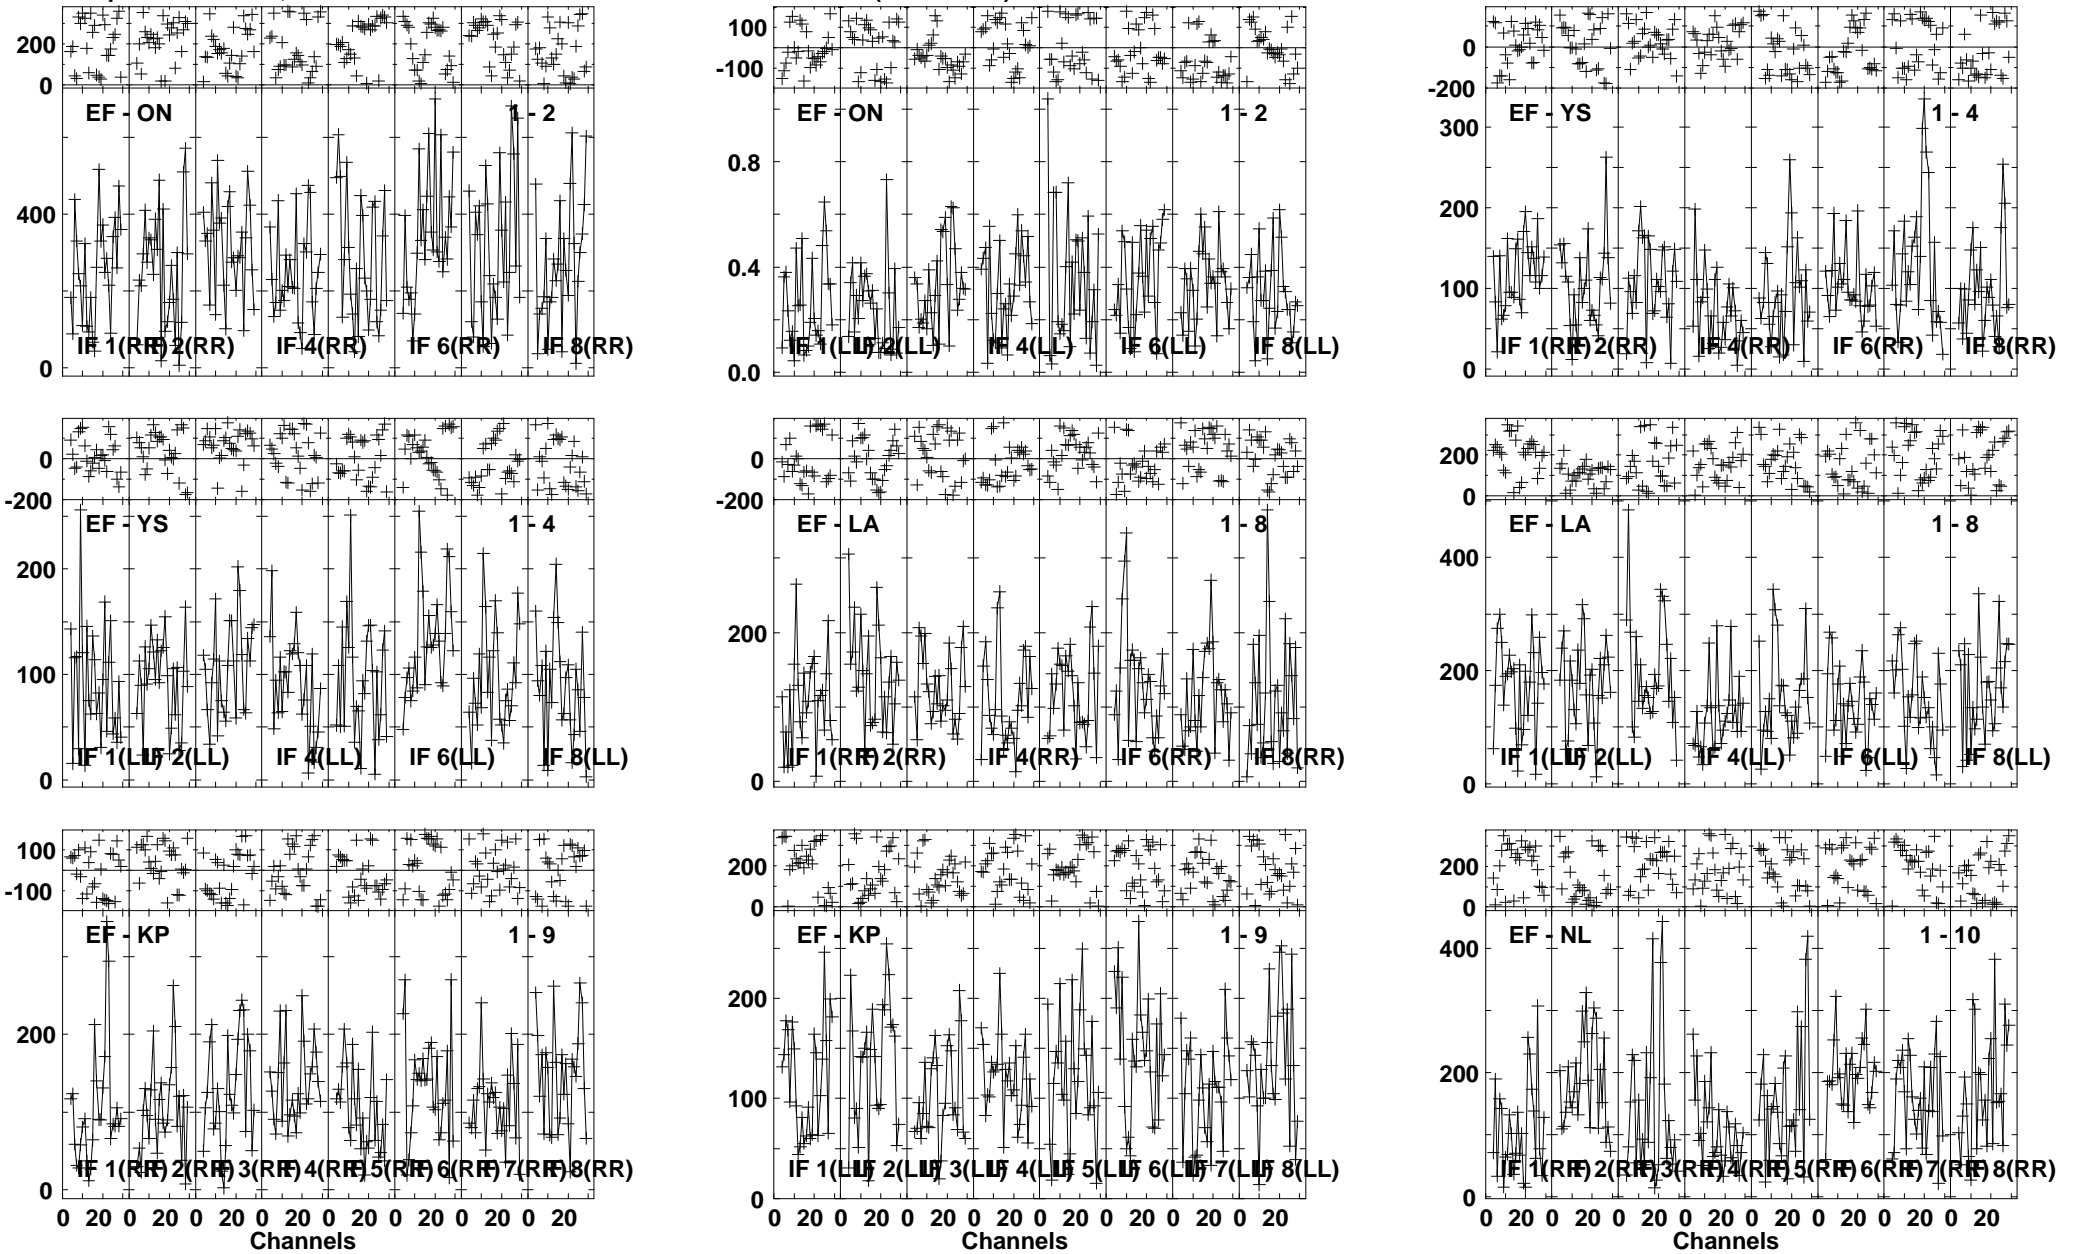 200
0
EF - ON
1 - 2
400
0
IF 1(RR)
IF 2(RR)
IF 4(RR)
IF 6(RR)
IF 8(RR)
100
-100
EF - ON
1 - 2
0.8
0.4
0.0
IF 1(LL)
IF 2(LL)
IF 4(LL)
IF 6(LL)
IF 8(LL)
0
-200
EF - YS
1 - 4
300
200
100
0
IF 1(RR)
IF 2(RR)
IF 4(RR)
IF 6(RR)
IF 8(RR)
0
-200
EF - YS
1 - 4
200
100
0
IF 1(LL)
IF 2(LL)
IF 4(LL)
IF 6(LL)
IF 8(LL)
0
-200
EF - LA
1 - 8
200
0
IF 1(RR)
IF 2(RR)
IF 4(RR)
IF 6(RR)
IF 8(RR)
200
0
EF - LA
1 - 8
400
200
0
IF 1(LL)
IF 2(LL)
IF 4(LL)
IF 6(LL)
IF 8(LL)
100
-100
EF - KP
1 - 9
200
0
IF 1(RR)
IF 2(RR)
IF 3(RR)
IF 4(RR)
IF 5(RR)
IF 6(RR)
IF 7(RR)
IF 8(RR)
0 20 0 20 0 20 0 20 0 20 0 20 0 20 0 20
Channels
200
0
EF - KP
1 - 9
200
100
0
IF 1(LL)
IF 2(LL)
IF 3(LL)
IF 4(LL)
IF 5(LL)
IF 6(LL)
IF 7(LL)
IF 8(LL)
0 20 0 20 0 20 0 20 0 20 0 20 0 20 0 20
Channels
200
0
EF - NL
1 - 10
400
200
0
IF 1(RR)
IF 2(RR)
IF 3(RR)
IF 4(RR)
IF 5(RR)
IF 6(RR)
IF 7(RR)
IF 8(RR)
0 20 0 20 0 20 0 20 0 20 0 20 0 20 0 20
Channels